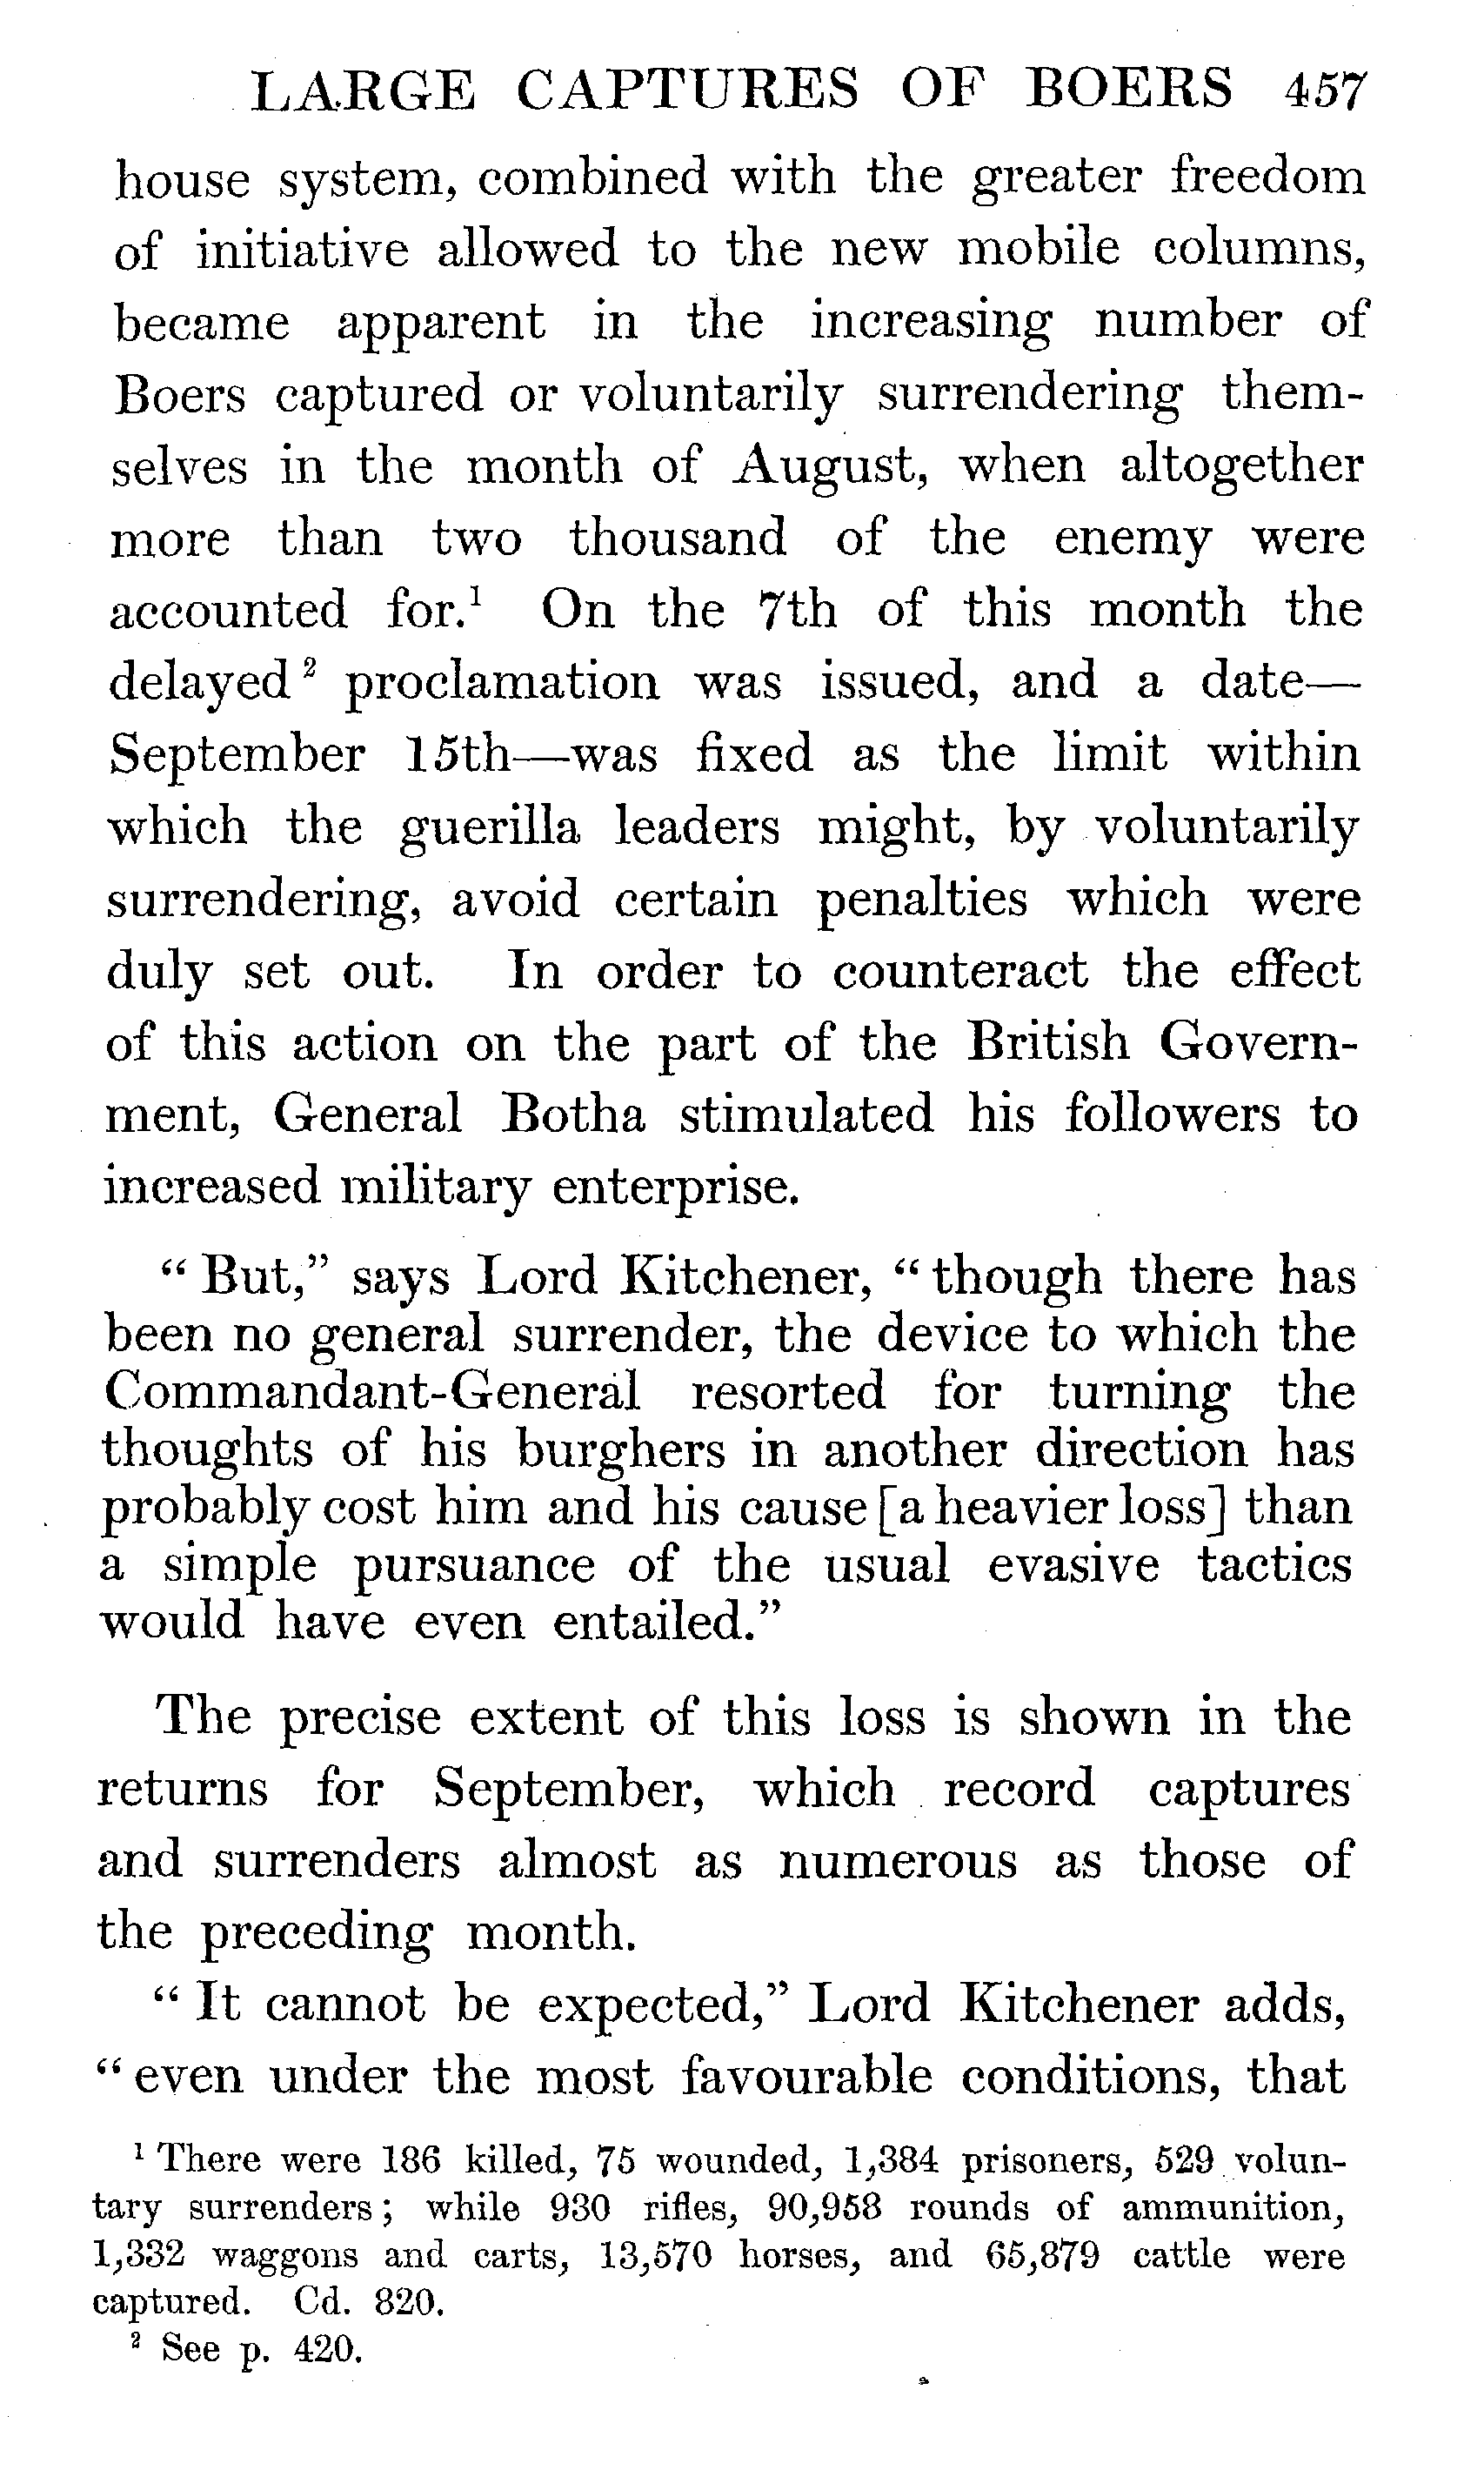 LARGE CAPTURES OF BOERS 457
house system, combined with the greater freedom
of initiative allowed to the new mobile columns,
became apparent in the increasing number of
Boers captured or voluntarily surrendering them-
selves in the month of August, when altogether
more than two thousand of the enemy were
accounted for.¹ On the 7th of this month the
delayed ² proclamation was issued, and a date—
September 15th—was fixed as the limit within
which the guerilla leaders might, by voluntarily
surrendering, avoid certain penalties which were
duly set out. In order to counteract the effect
of this action on the part of the British Govern-
ment, General Botha stimulated his followers to
increased military enterprise.
“ But,” says Lord Kitchener, “ though there has
been no general surrender, the device to which the
Commandant-General resorted for turning the
thoughts of his burghers in another direction has
probably cost him and his cause [a heavier loss] than
a simple pursuance of the usual evasive tactics
would have even entailed.”
The precise extent of this loss is shown in the
returns for September, which record captures
and surrenders almost as numerous as those of
the preceding month.
“ It cannot be expected,” Lord Kitchener adds,
“ even under the most favourable conditions, that
¹ There were 186 killed, 75 wounded, 1,384 prisoners, 529 volun-
tary surrenders ; while 930 rifles, 90,958 rounds of ammunition,
1,332 waggons and carts, 13,570 horses, and 65,879 cattle were
captured. Cd. 820.
² See p. 420.